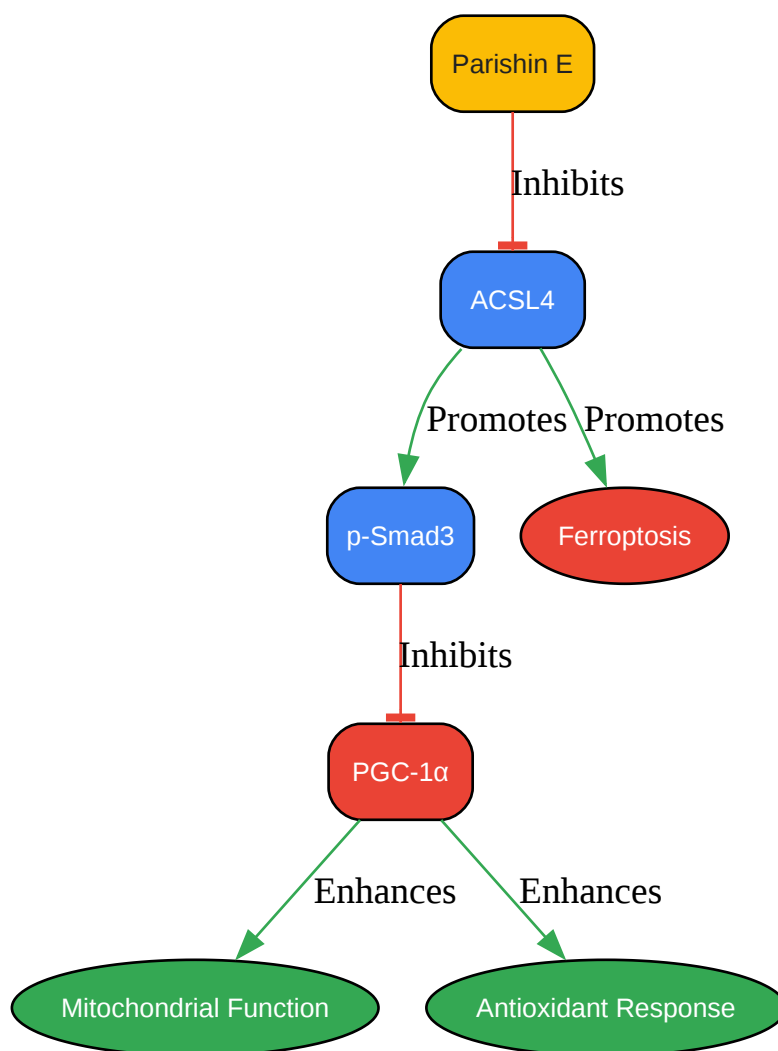 Parishin E
Inhibits
ACSL4
Promotes
Promotes
p-Smad3
Ferroptosis
Inhibits
PGC-1α
Enhances
Enhances
Mitochondrial Function
Antioxidant Response